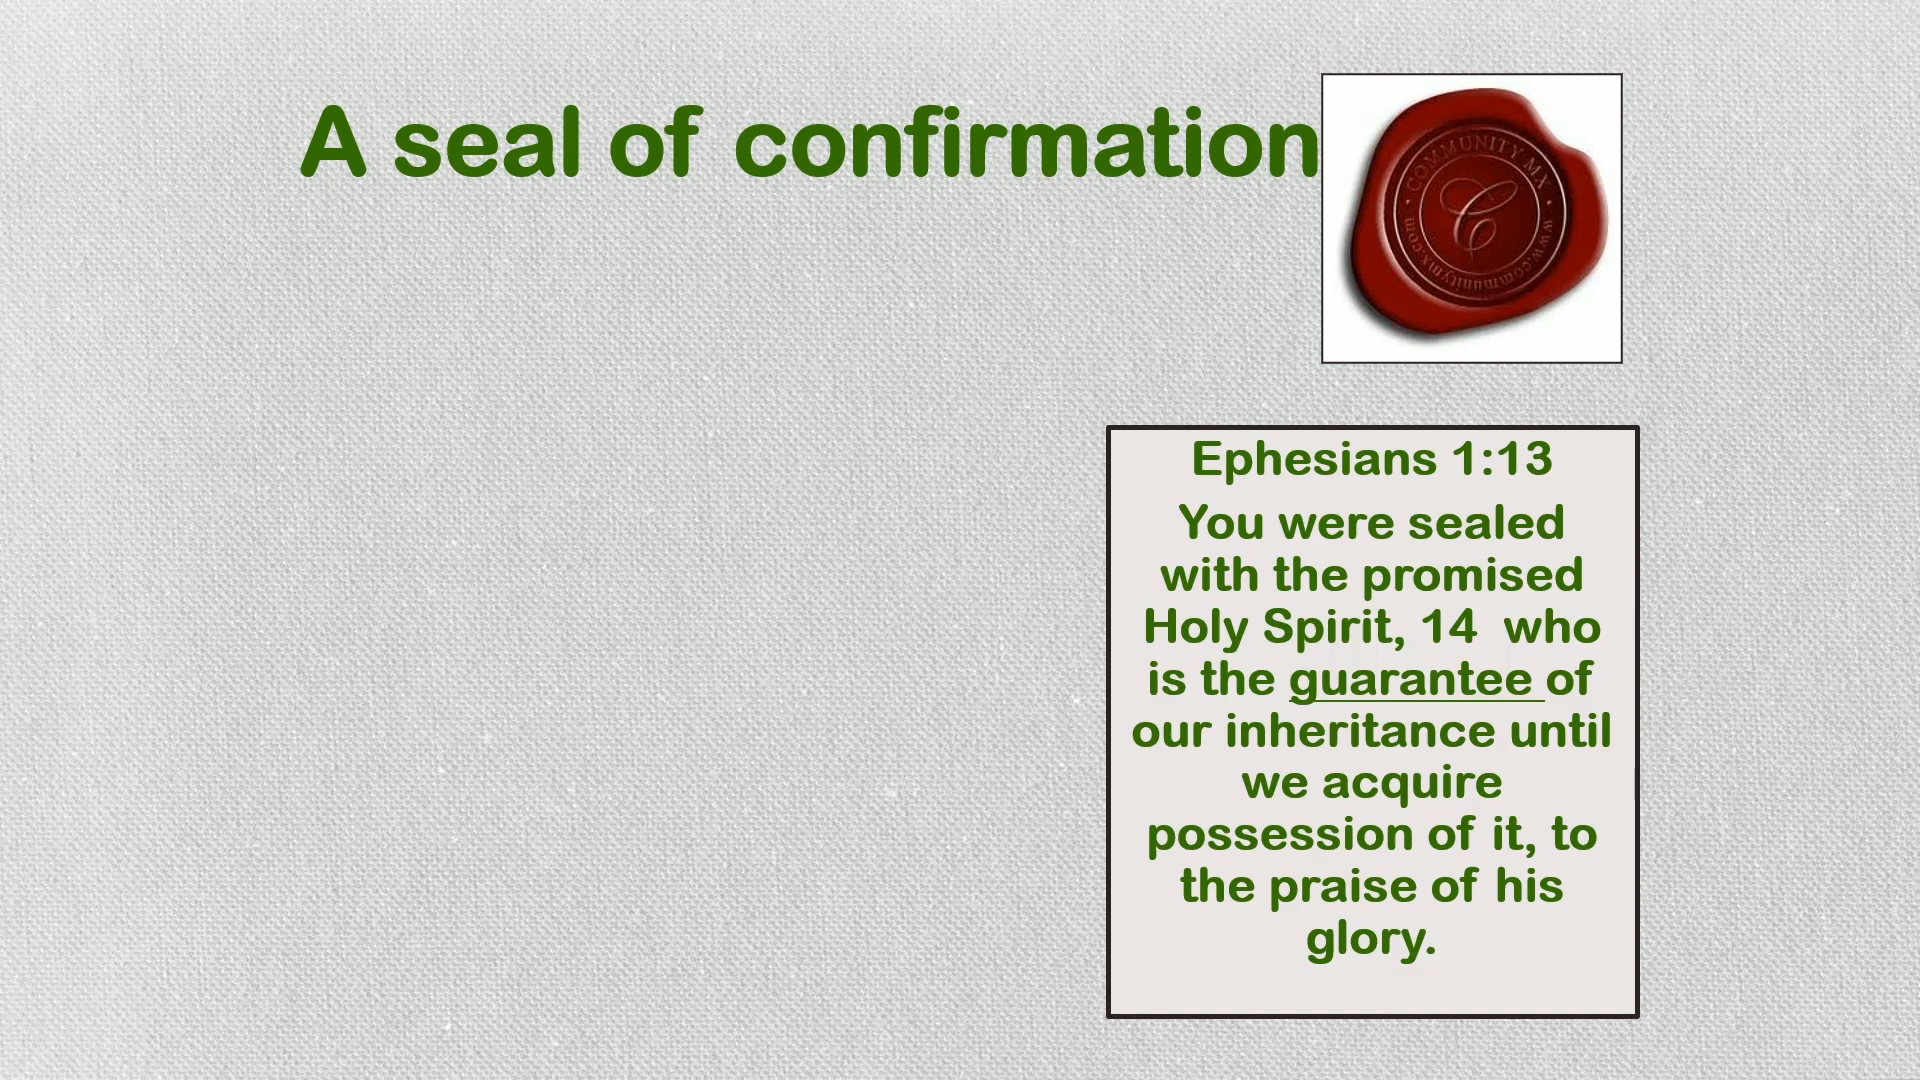 A seal of confirmation
COMMUNITY MX
www.communitymx.com
C
Ephesians 1:13
You were sealed
with the promised
Holy Spirit, 14  who
is the guarantee of
our inheritance until
we acquire
possession of it, to
the praise of his
glory.